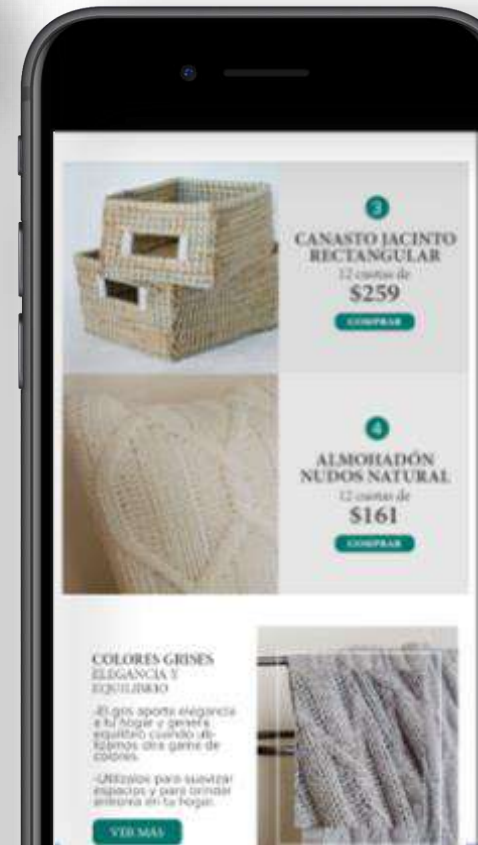 3
CANASTO JACINTO
RECTANGULAR
12 cuotas de
$259
COMPRAR
4
ALMOHADÓN
NUDOS NATURAL
12 cuotas de
$161
COMPRAR
COLORES GRISES
ELEGANCIA Y
EQUILIBRIO
-El gris aporta elegancia
a tu hogar y genera
equilibrio cuando uti-
lizamos otra gama de
colores.
-Utilizalos para suavizar
espacios y para brindar
armonía en tu hogar.
VER MÁS